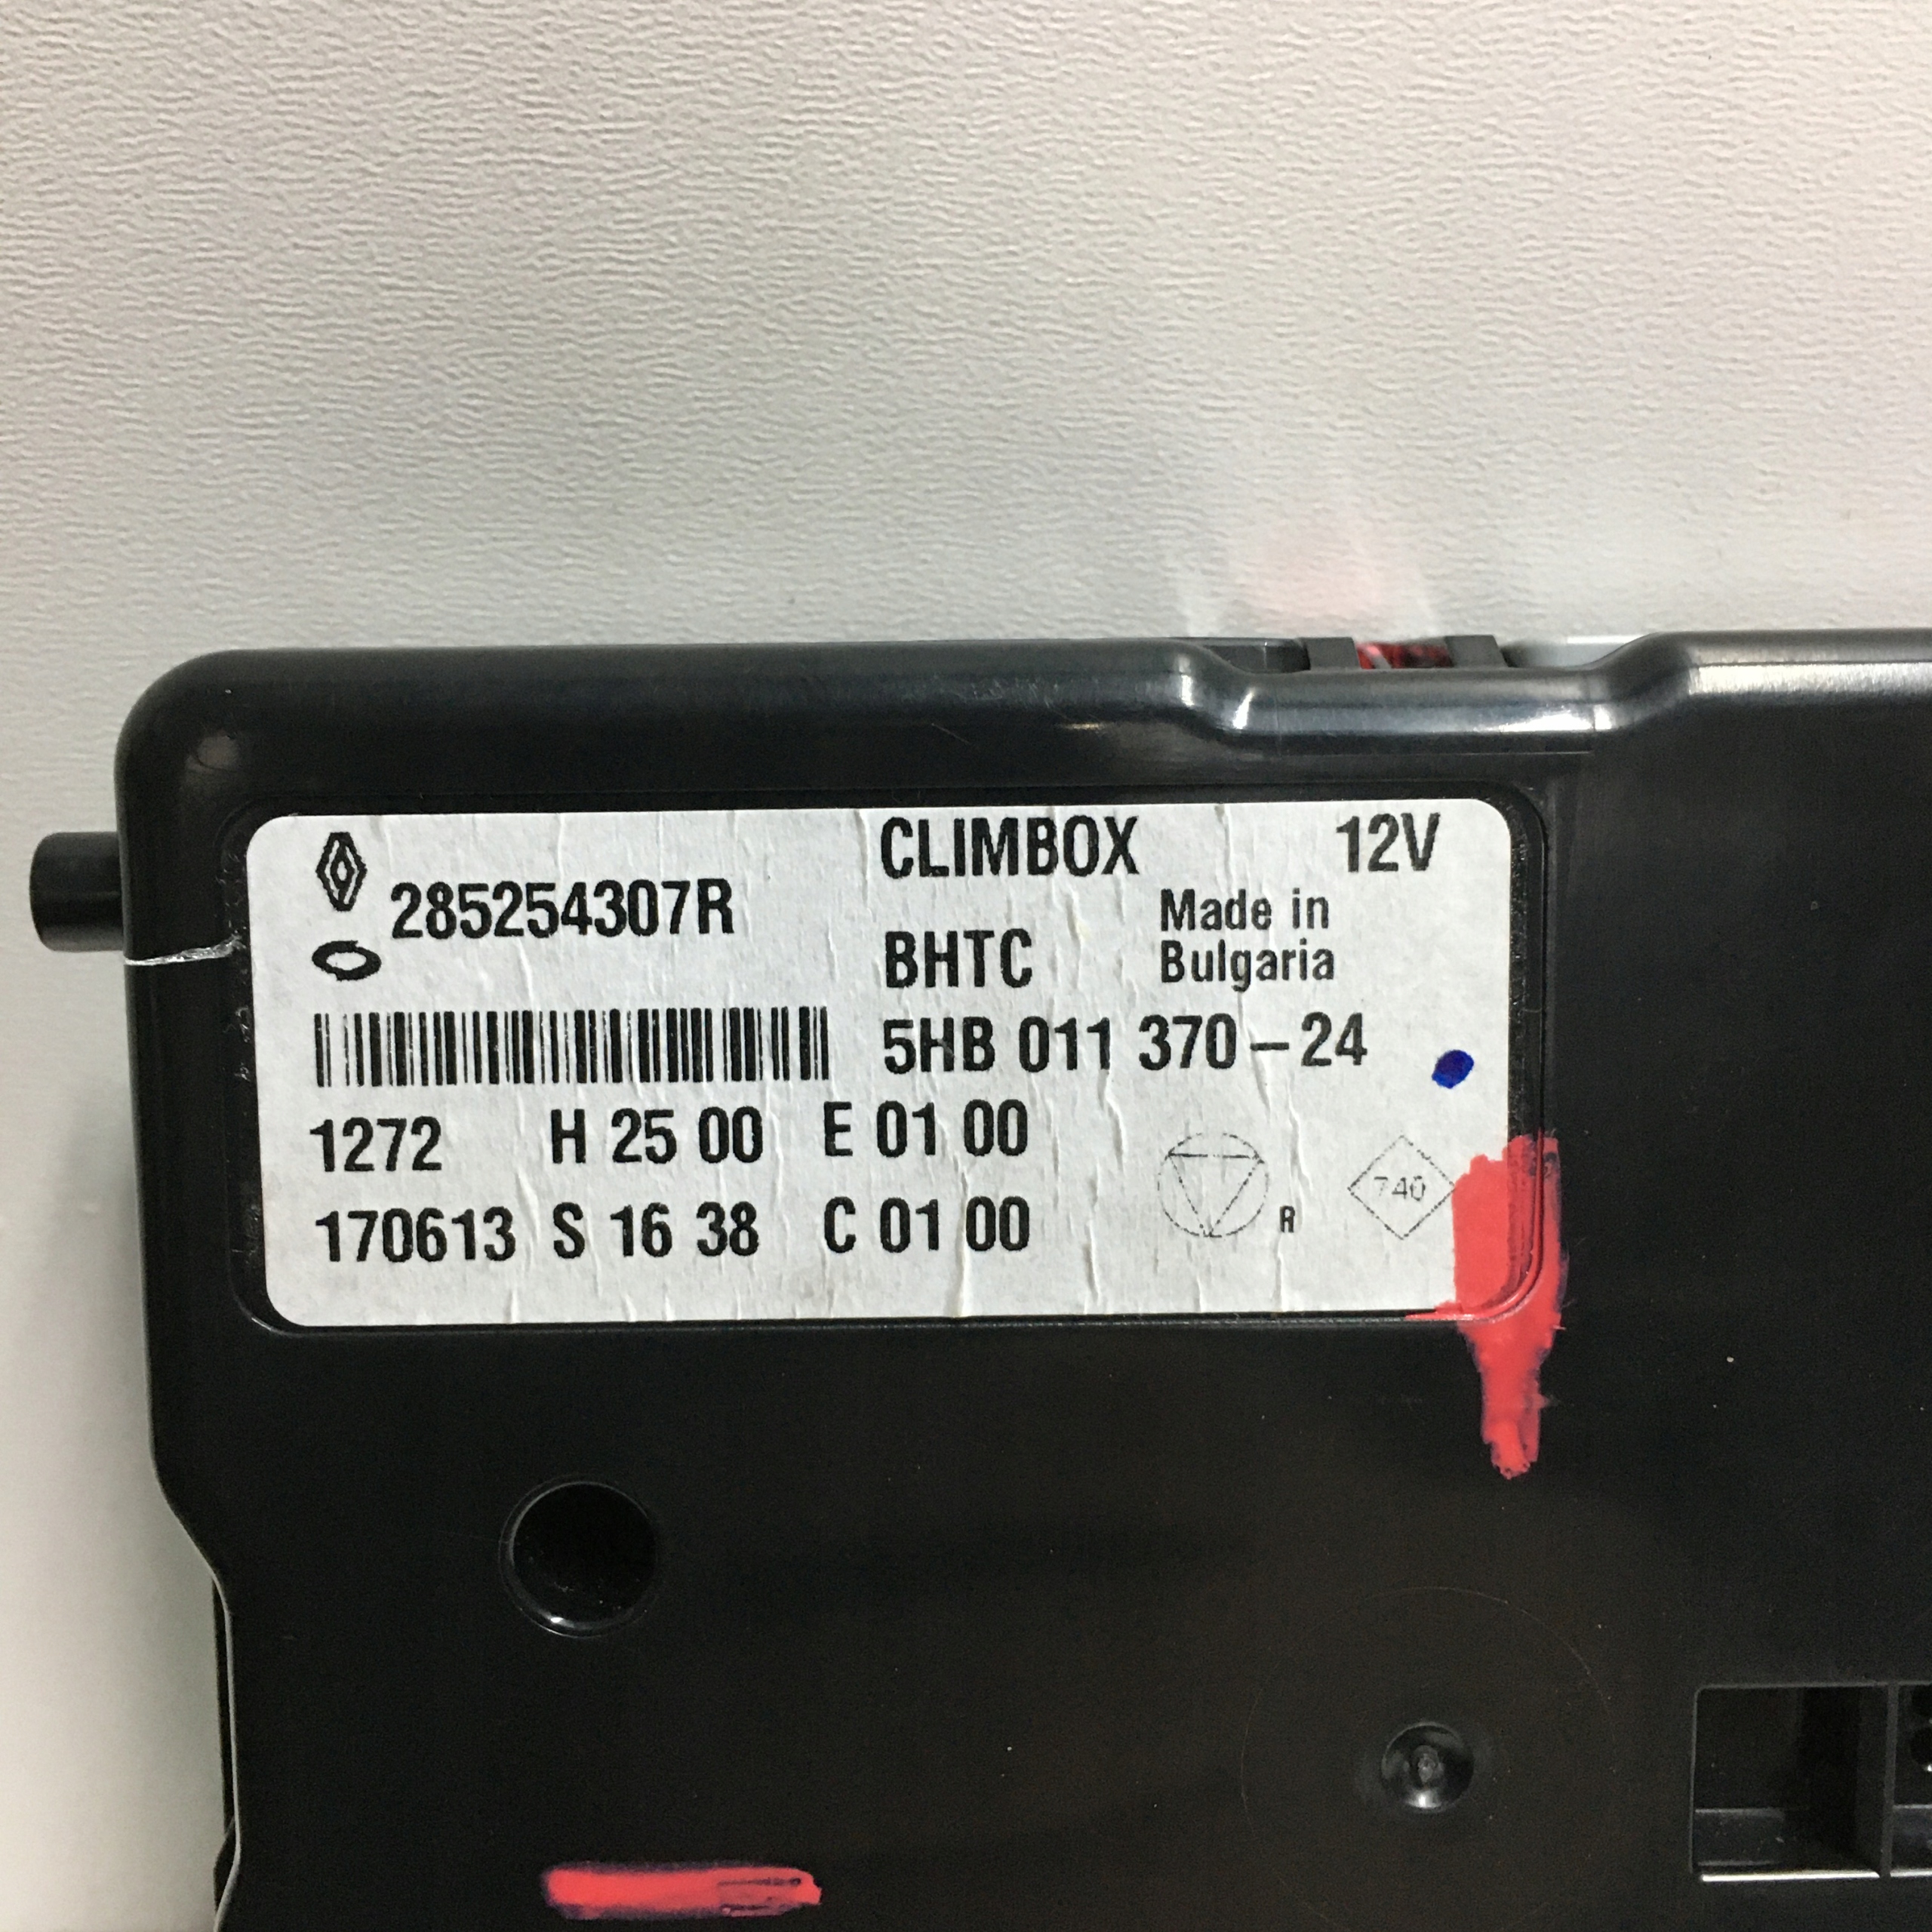 CLIMBOX 12V
285254307R
Made in
Bulgaria
BHTC
5HB 011 370-24
1272 H 25 00 E 01 00
170613 S 16 38 C 01 00
R
740